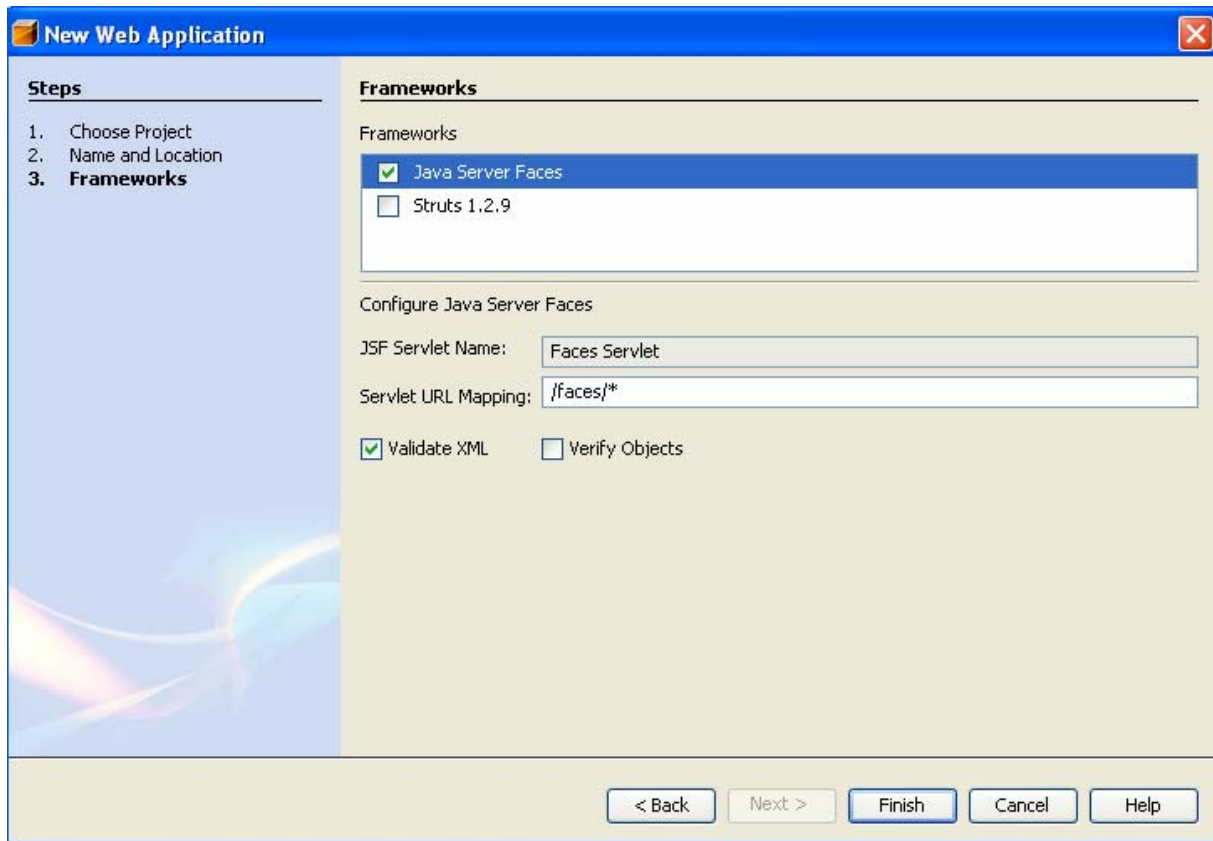 New Web Application
Steps
1. Choose Project
2. Name and Location
3. Frameworks
Frameworks
Frameworks
Java Server Faces
Struts 1.2.9
Configure Java Server Faces
JSF Servlet Name: Faces Servlet
Servlet URL Mapping: /faces/*
Validate XML Verify Objects
< Back Next > Finish Cancel Help